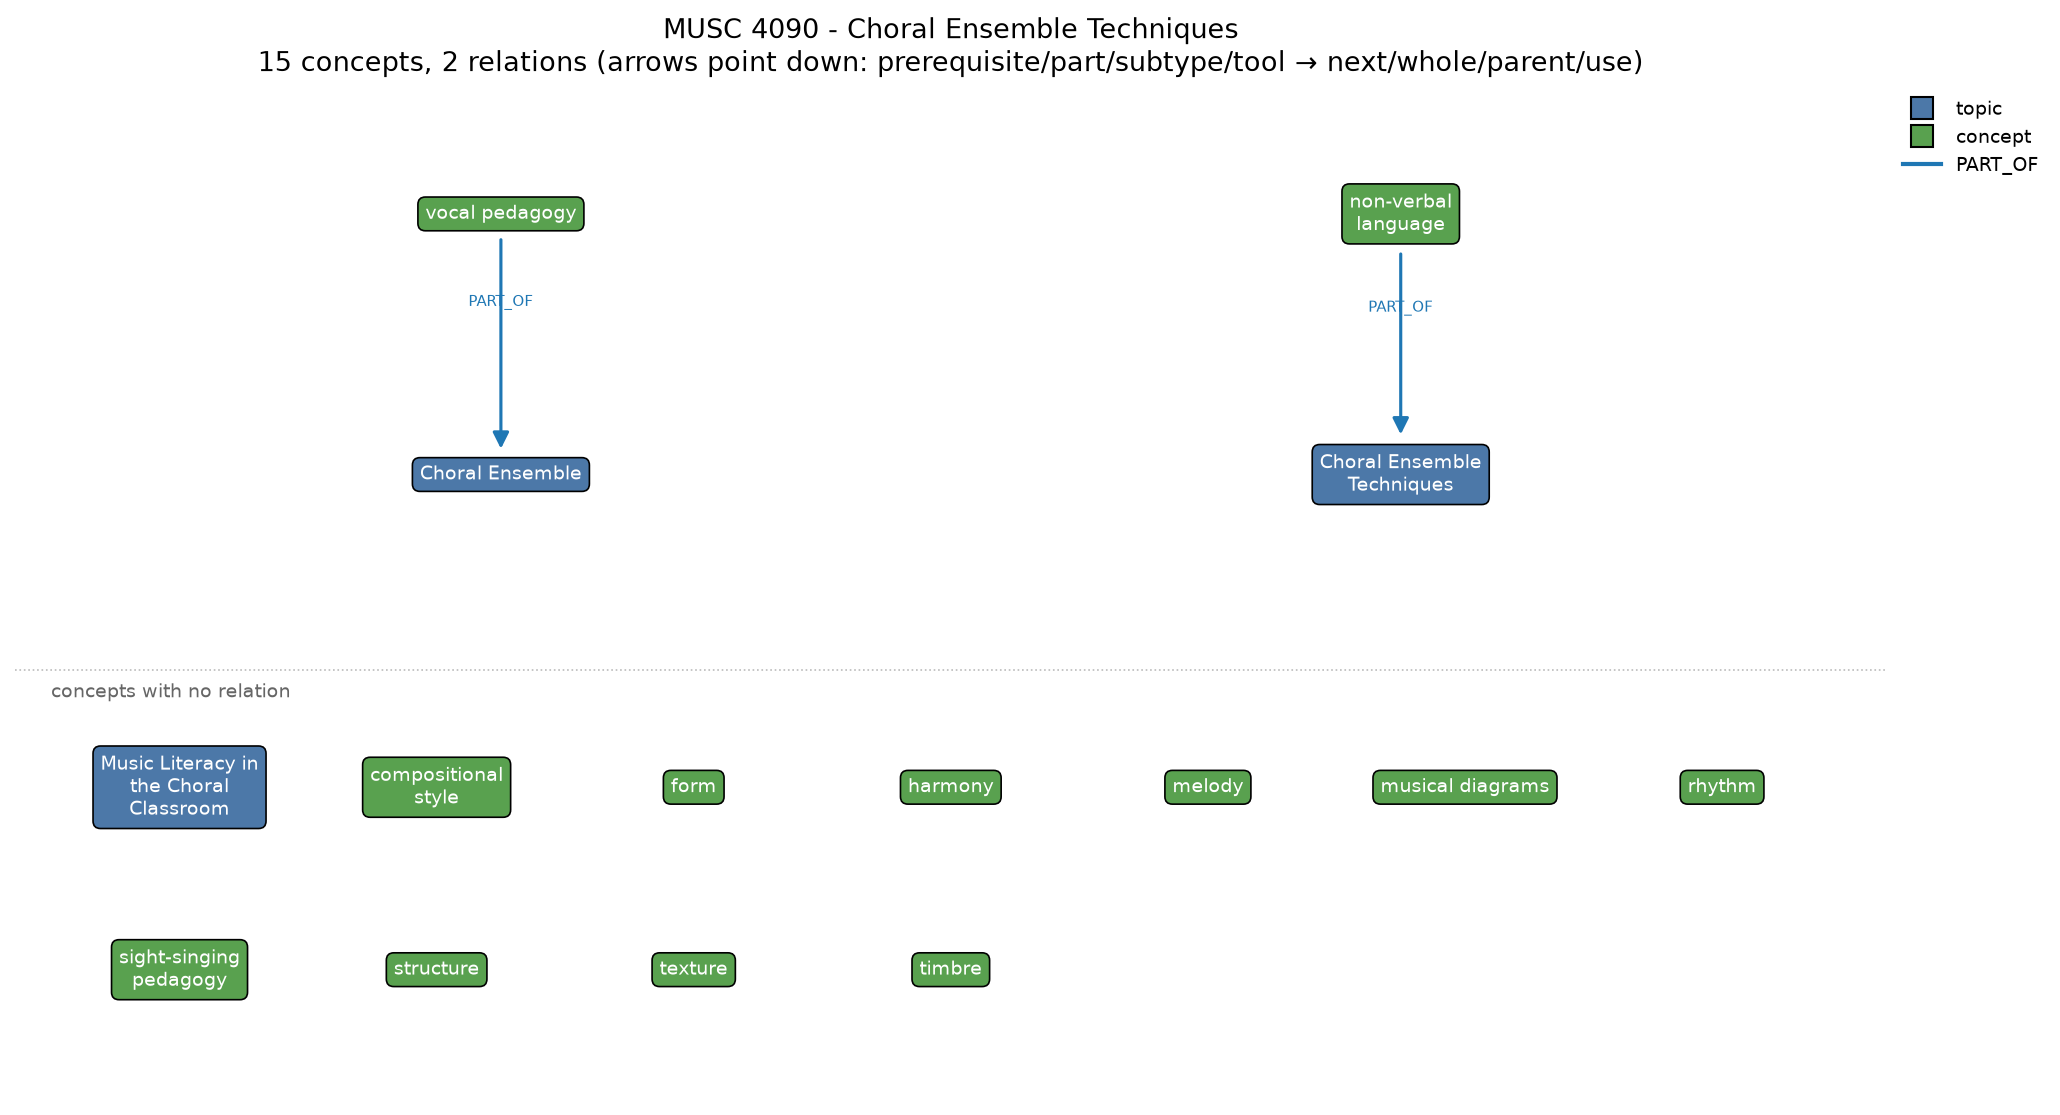 MUSC 4090 - Choral Ensemble Techniques
15 concepts, 2 relations (arrows point down: prerequisite/part/subtype/tool → next/whole/parent/use)
topic
concept
PART_OF
vocal pedagogy
non-verbal
language
PART_OF
PART_OF
Choral Ensemble
Choral Ensemble
Techniques
concepts with no relation
Music Literacy in
the Choral
Classroom
compositional
style
form
harmony
melody
musical diagrams
rhythm
sight-singing
pedagogy
structure
texture
timbre